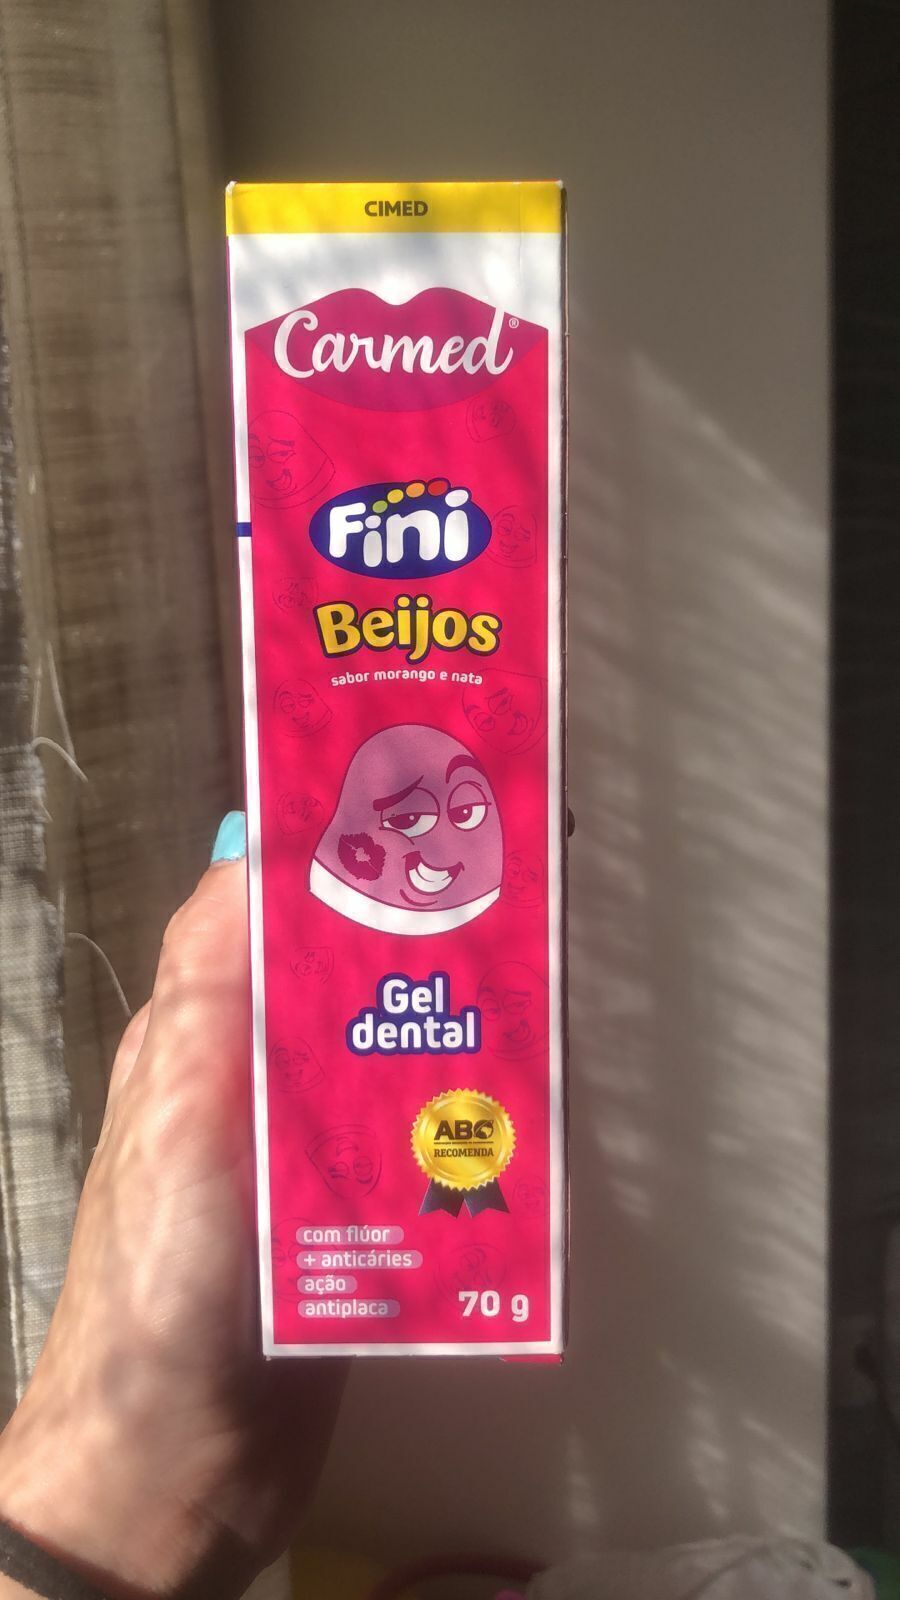 CIMED
Carmed®
Fini
Beijos
sabor morango e nata
Gel
dental
ABO
RECOMENDA
com flúor
+ anticáries
ação
antiplaca
70 g